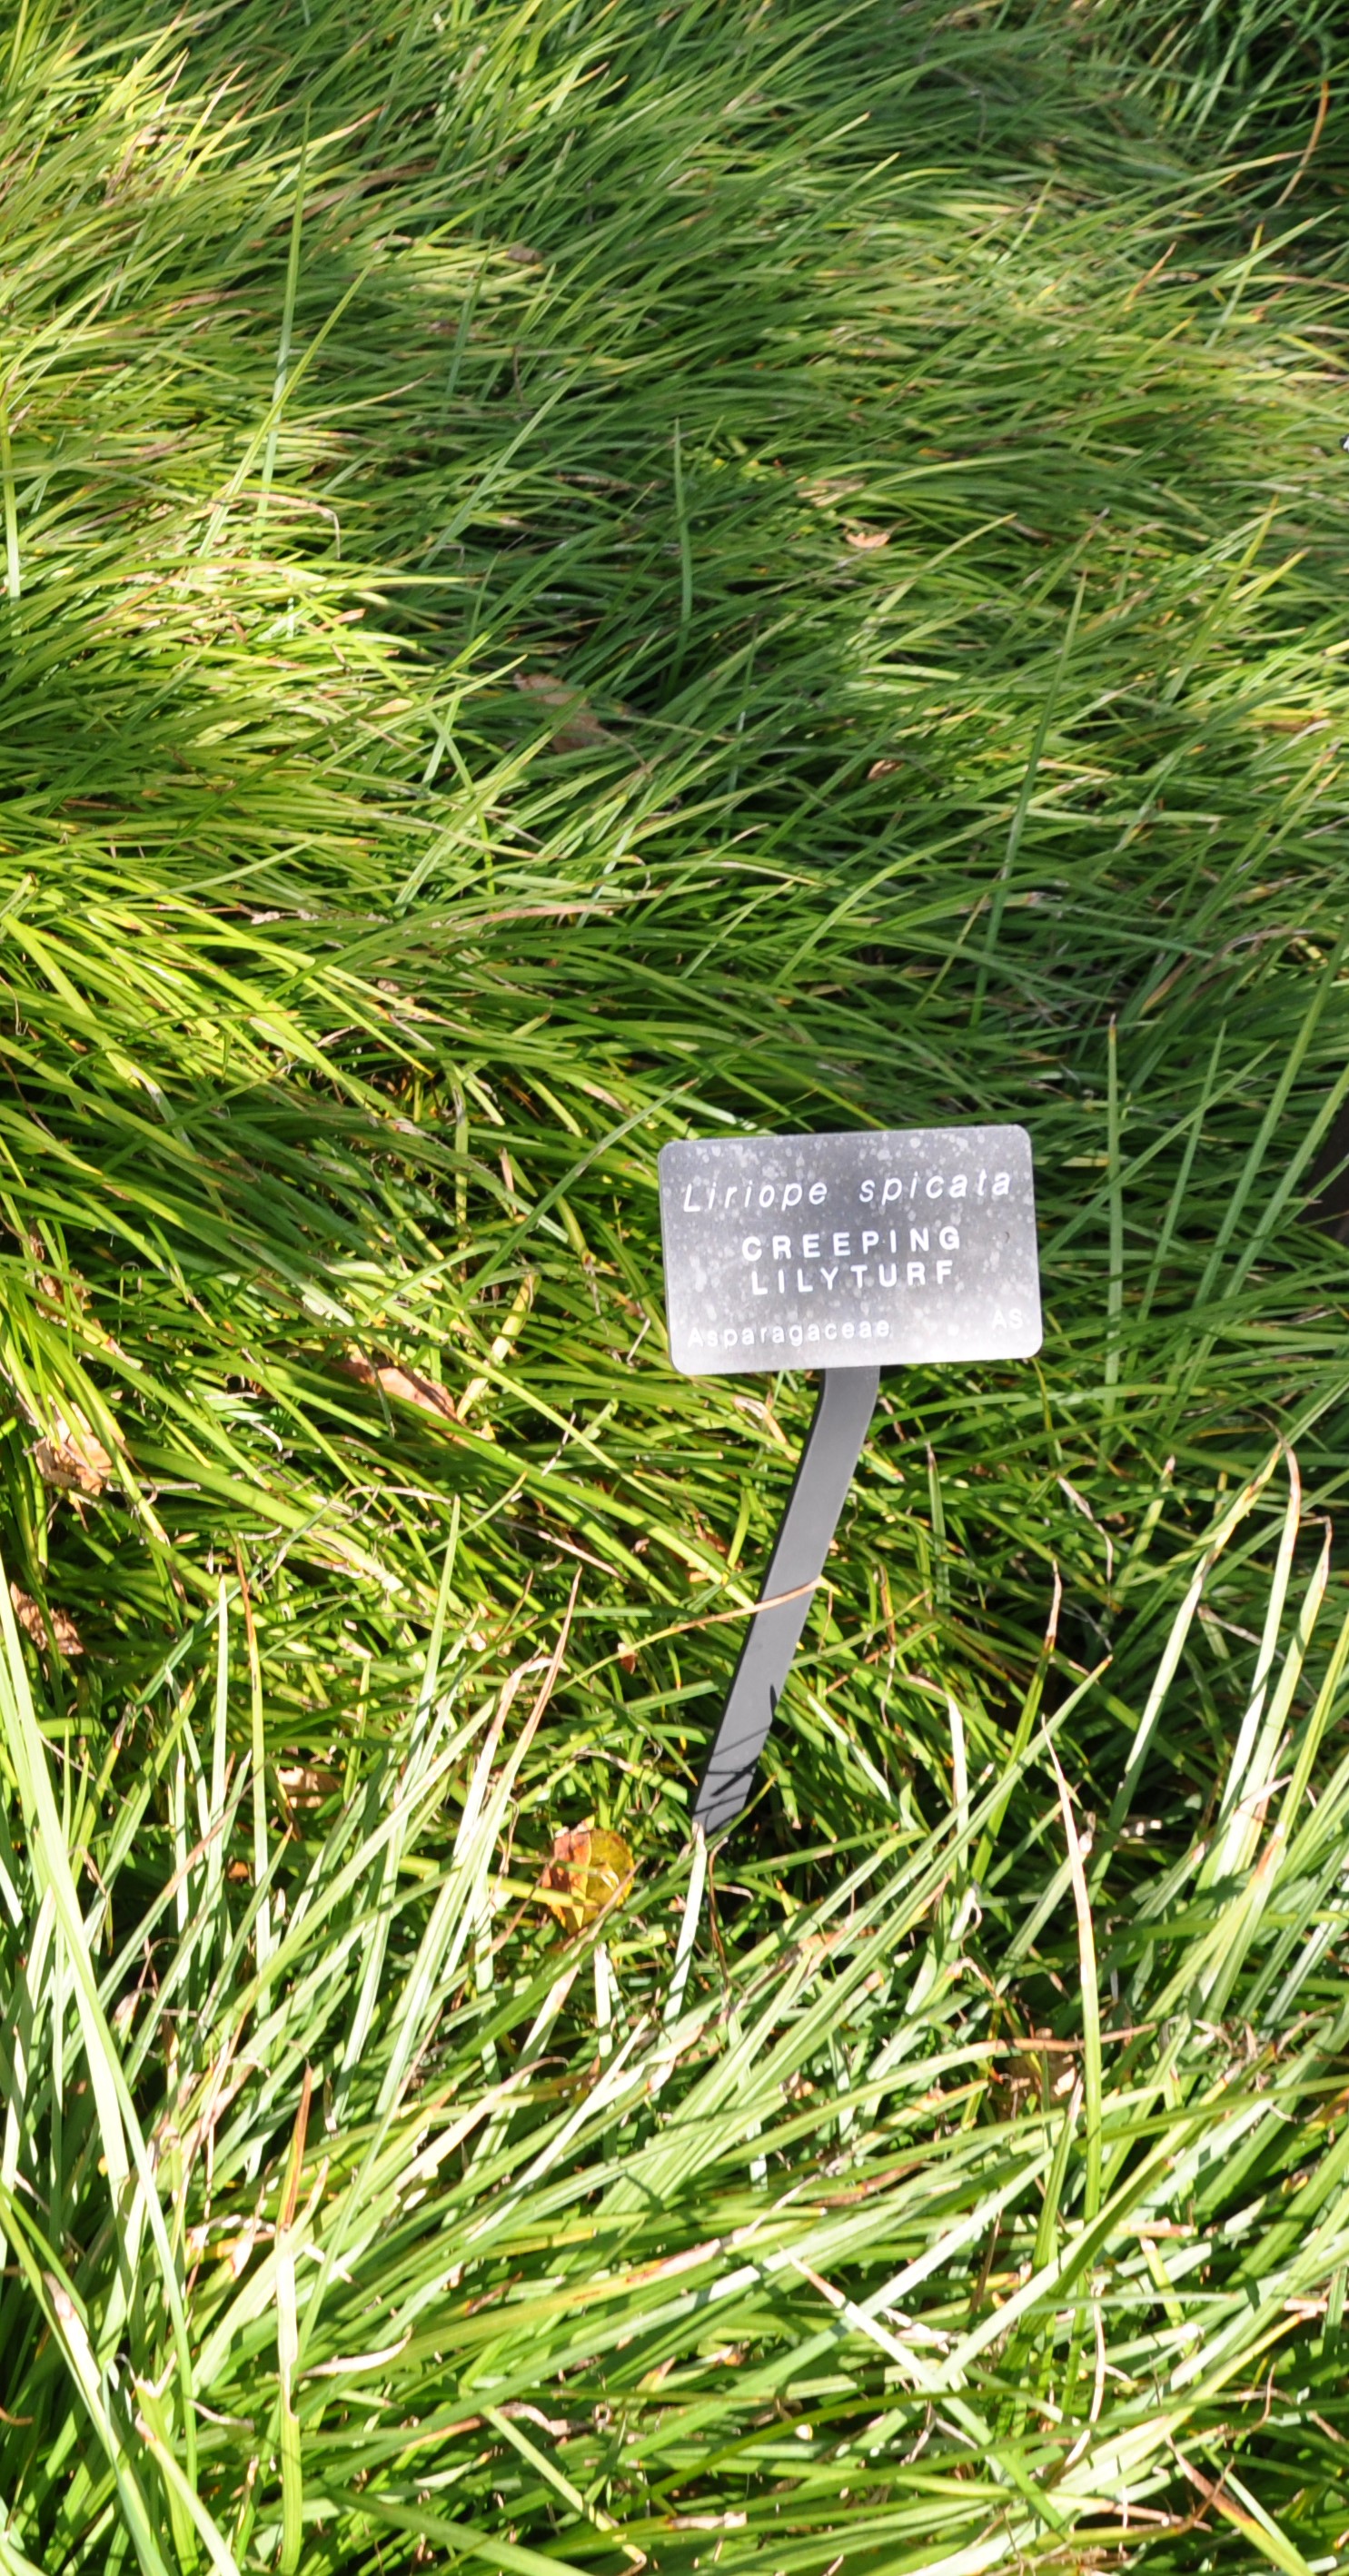 Liriope spicata
CREEPING
LILYTURF
Asparagaceae As